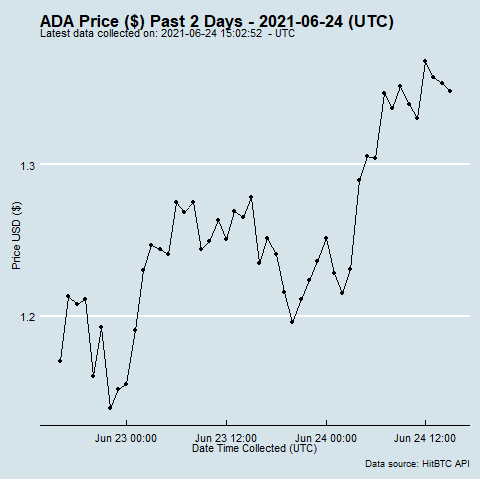 ADA Price ($) Past 2 Days - 2021-06-24 (UTC)
Latest data collected on: 2021-06-24 15:02:52  - UTC
Price USD ($)
1.3
1.2
Jun 23 00:00 Jun 23 12:00 Jun 24 00:00 Jun 24 12:00
Date Time Collected (UTC)
Data source: HitBTC API